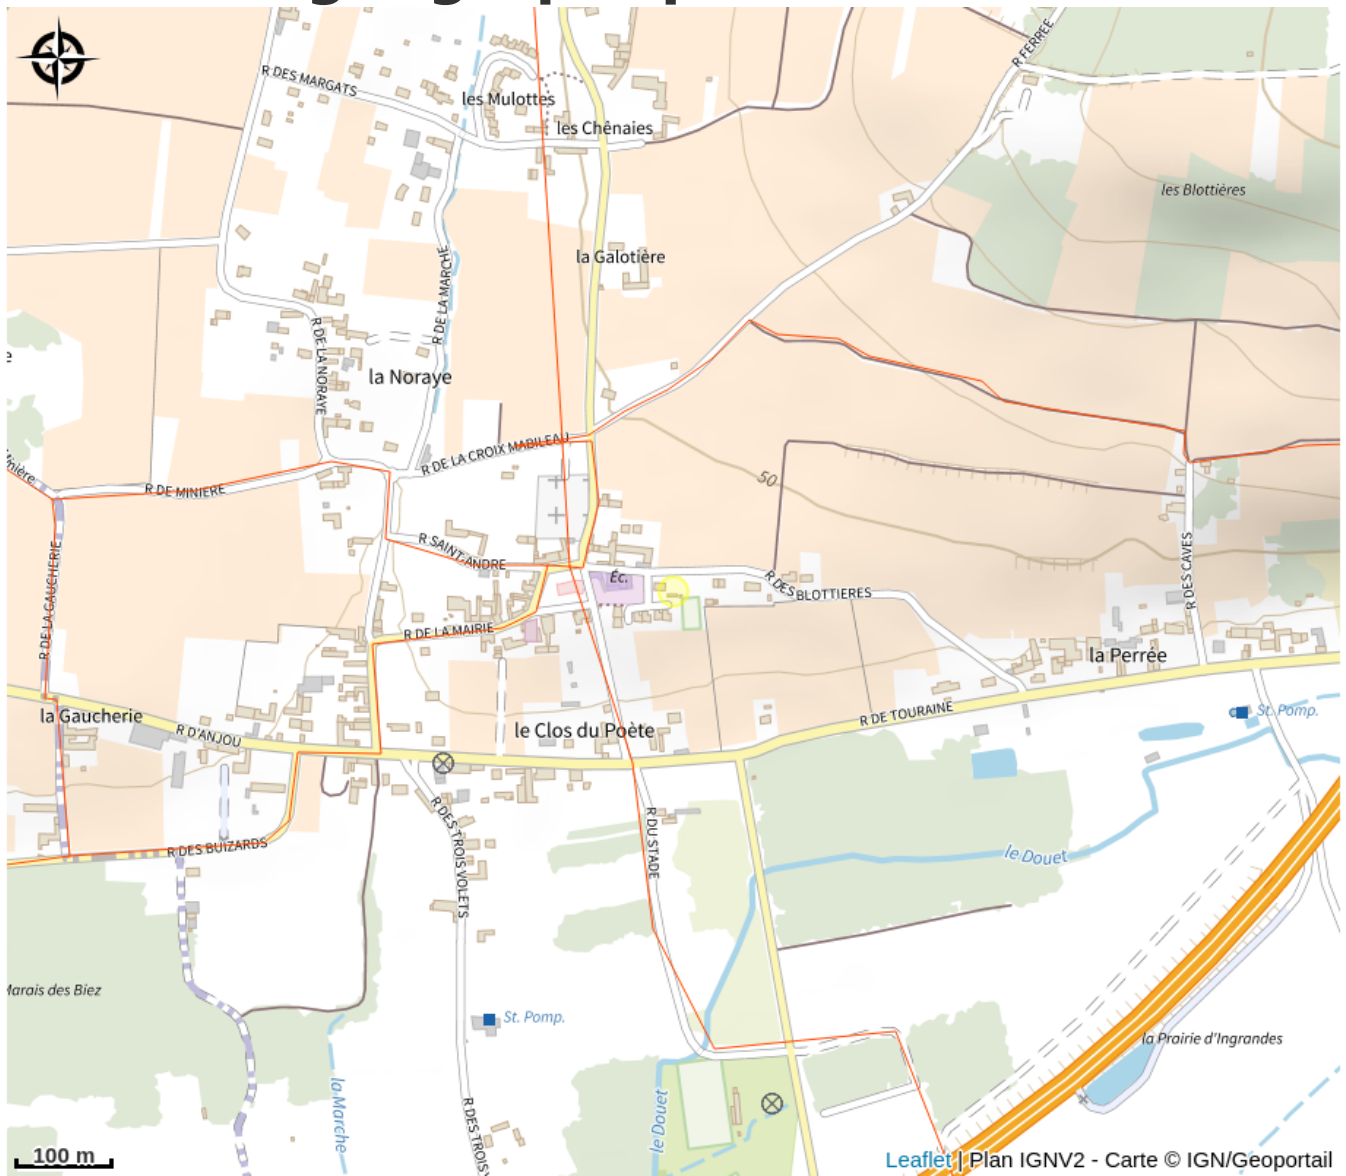 R FERREE
R DES MARGATS
les Mulottes
les Chênaies
les Blottières
R DE LA MARCHE
la Galotière
R DE LA NORAYE
la Noraye
R DE LA CROIX MABILEAU
R DE MINIERE
50
R SAINT-ANDRE
Éc.
R DES BLOTTIERES
R DES CAVES
R DE LA GAUCHERIE
R DE LA MAIRIE
la Perrée
la Gaucherie
R D'ANJOU
le Clos du Poète
R DE TOURAINE
St. Pomp.
R DES TROIS VOLETS
R DU STADE
R DES BUIZARDS
le Douet
Marais des Biez
St. Pomp.
la Prairie d'Ingrandes
la Marche
le Douet
R DES TROIS V
100 m
Leaflet | Plan IGNV2 - Carte © IGN/Geoportail